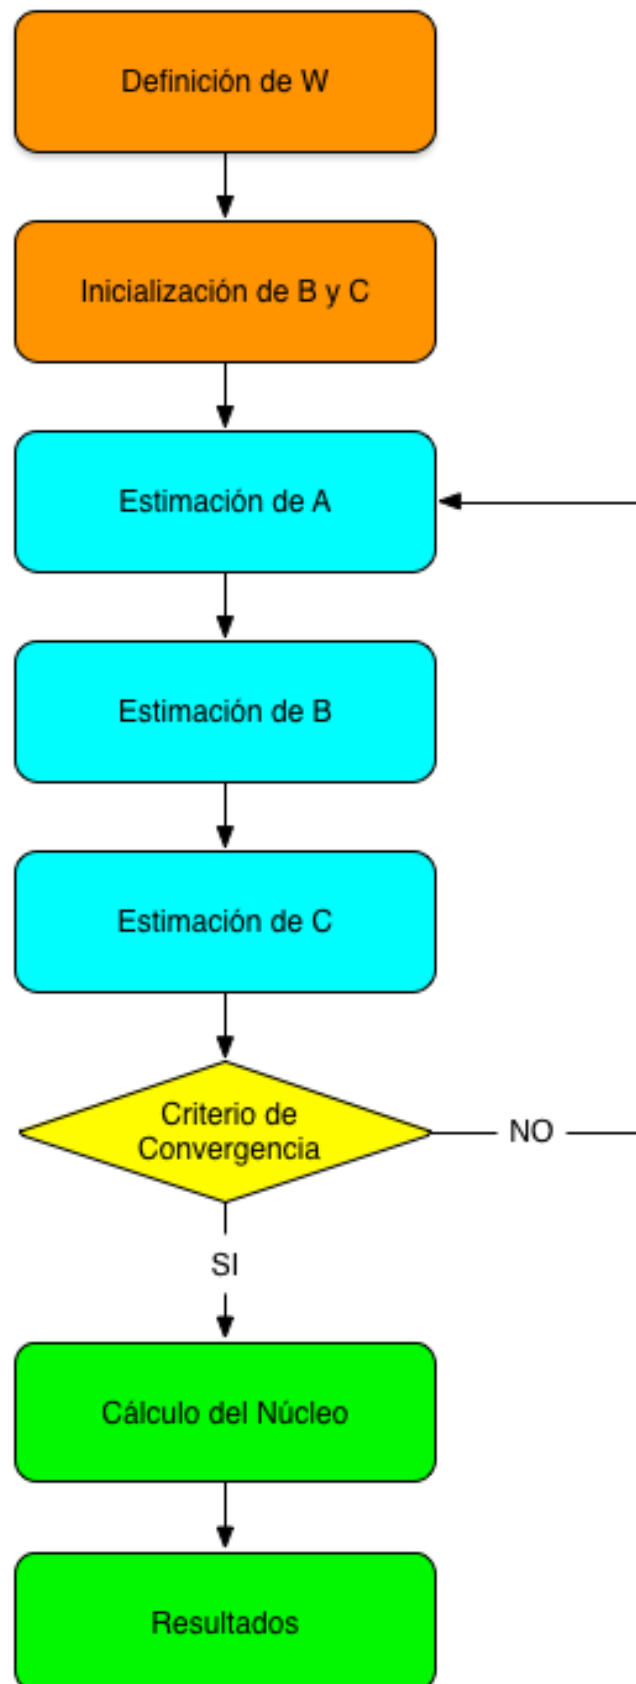 Definición de W
Inicialización de B y C
Estimación de A
Estimación de B
Estimación de C
Criterio de
Convergencia
NO
SI
Cálculo del Núcleo
Resultados